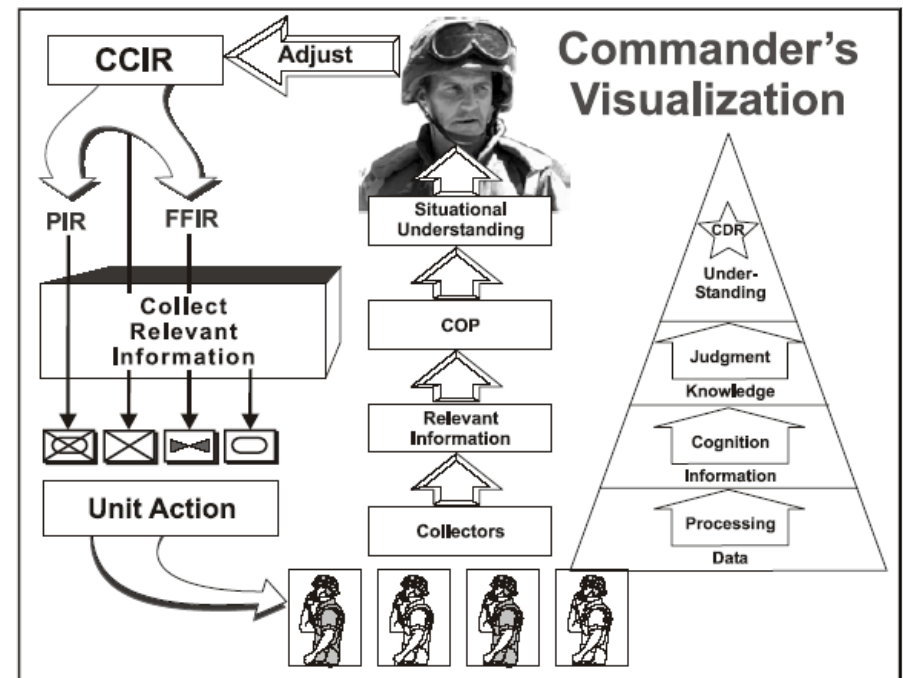 Commander's
Visualization
CCIR
Adjust
PIR
FFIR
Collect
Relevant
Information
Unit Action
Situational
Understanding
COP
Relevant
Information
Collectors
CDR
Under-
Standing
Judgment
Knowledge
Cognition
Information
Processing
Data